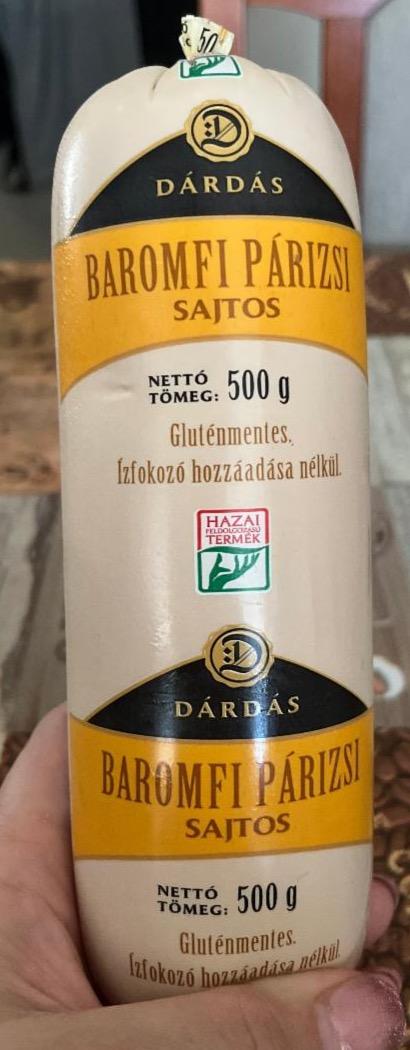 50
DÁRDÁS
BAROMFI PÁRIZSI
SAJTOS
NETTÓ
TÖMEG: 500 g
Gluténmentes.
Ízfokozó hozzáadása nélkül.
HAZAI
FELDOLGOZÁSÚ
TERMÉK
DÁRDÁS
BAROMFI PÁRIZSI
SAJTOS
NETTÓ
TÖMEG: 500 g
Gluténmentes.
Ízfokozó hozzáadása nélkül.